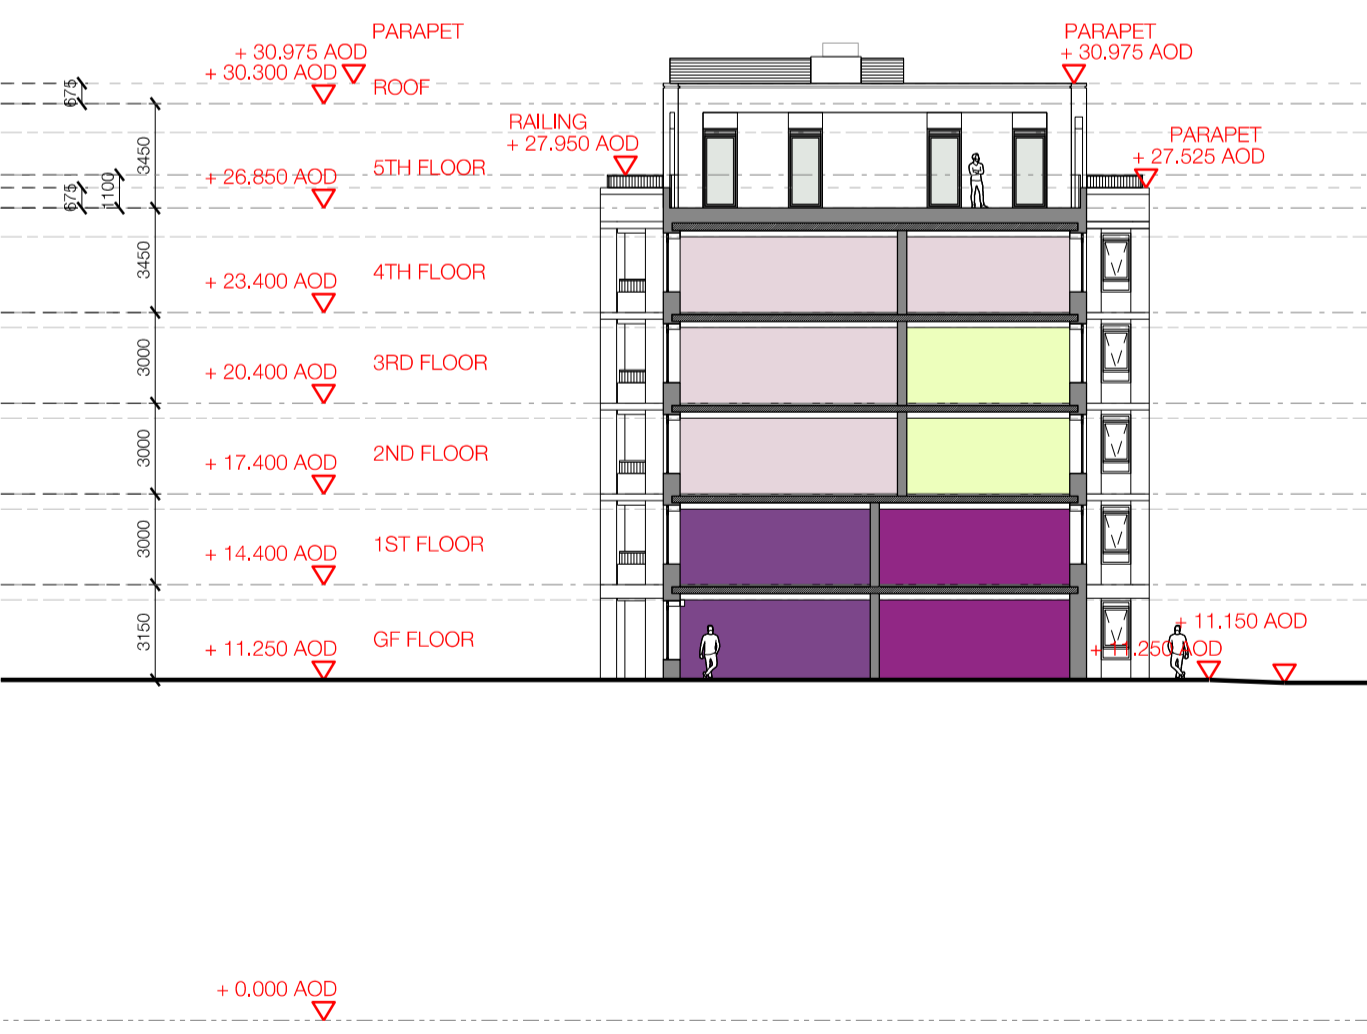 PARAPET
+ 30.975 AOD
+ 30.300 AOD
ROOF
PARAPET
+ 30.975 AOD
675
RAILING
+ 27.950 AOD
PARAPET
+ 27.525 AOD
3450
5TH FLOOR
+ 26.850 AOD
675
1100
3450
4TH FLOOR
+ 23.400 AOD
3000
3RD FLOOR
+ 20.400 AOD
3000
2ND FLOOR
+ 17.400 AOD
3000
1ST FLOOR
+ 14.400 AOD
3150
GF FLOOR
+ 11.250 AOD
+ 11.150 AOD
+ 11.250 AOD
+ 0.000 AOD